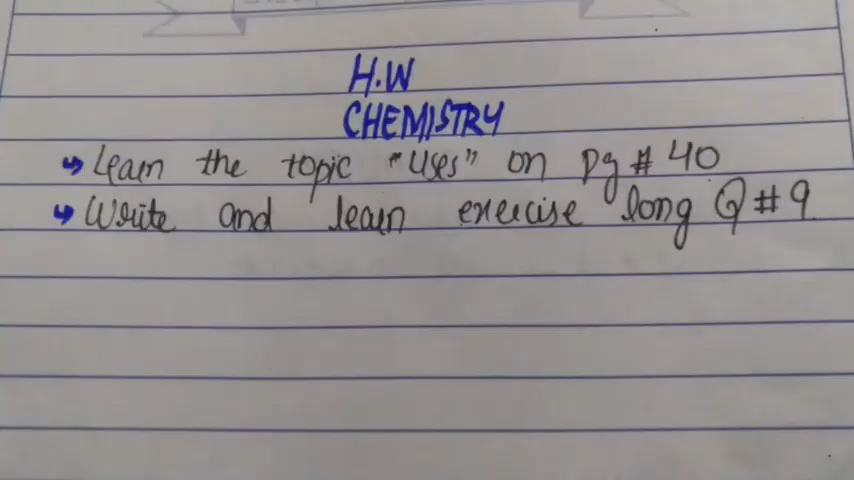 H.W
CHEMISTRY
↪ Learn the topic "Uses" on pg # 40
↪ Write and learn exercise long Q # 9